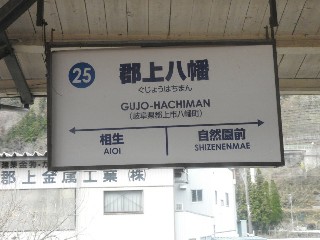 25
郡上八幡
ぐじょうはちまん
GUJO-HACHIMAN
(岐阜県郡上市八幡町)
相生
AIOI
自然園前
SHIZENENMAE
郡上金属工業(株)